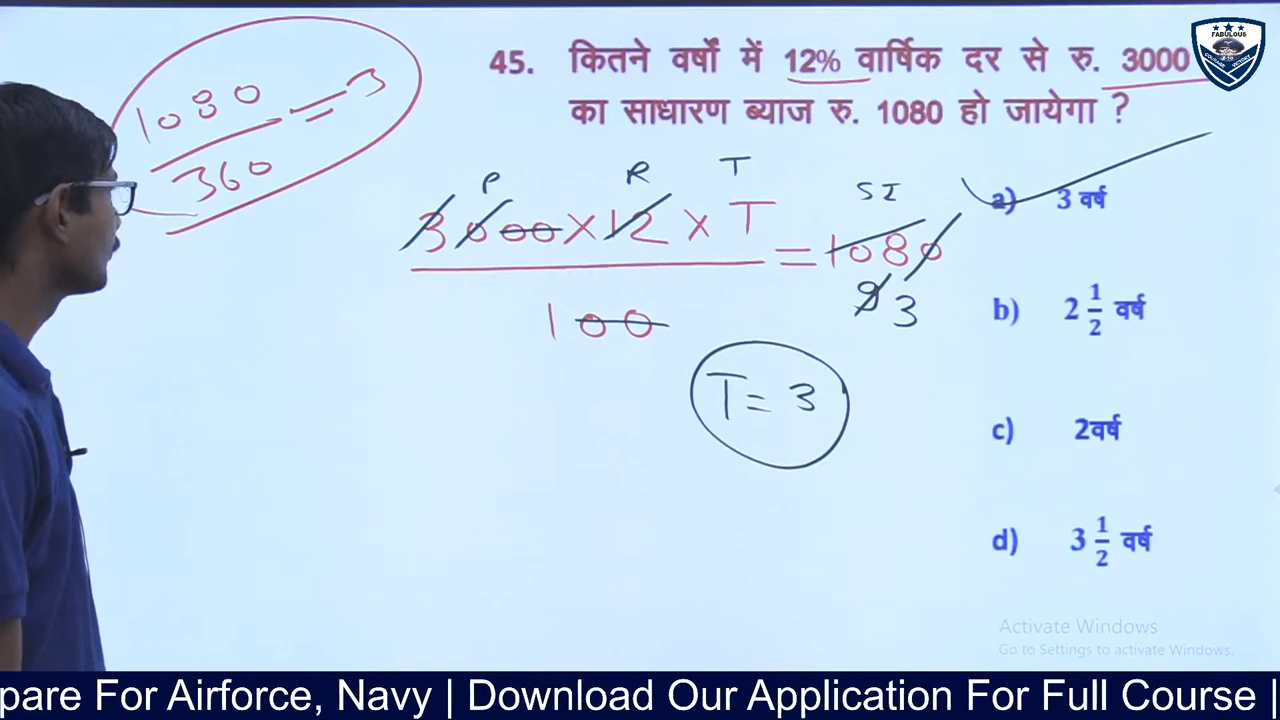 45. कितने वर्षों में 12% वार्षिक दर से रु. 3000
का साधारण ब्याज रु. 1080 हो जायेगा ?
1080
360
= 3
P R T SI
3000 × 12 × T = 1080
100
9 3
T = 3
a) 3 वर्ष
b) 2 1/2 वर्ष
c) 2वर्ष
d) 3 1/2 वर्ष
FABULOUS
Activate Windows
Go to Settings to activate Windows.
pare For Airforce, Navy | Download Our Application For Full Course |